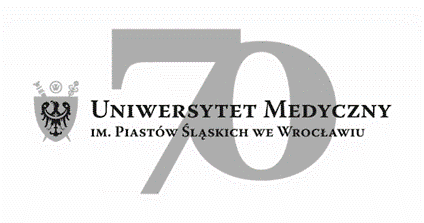 70
UNIWERSYTET MEDYCZNY
IM. PIASTÓW ŚLĄSKICH WE WROCŁAWIU